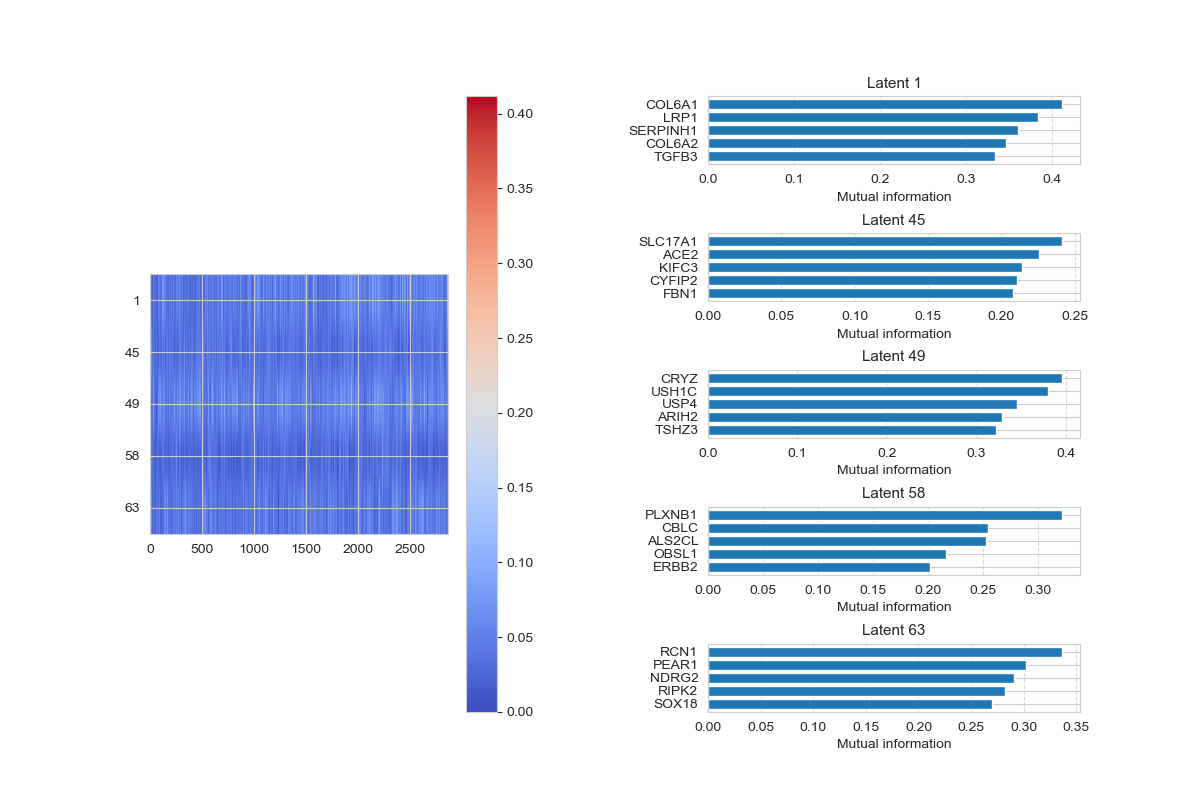 1
45
49
58
63
0 500 1000 1500 2000 2500
0.40
0.35
0.30
0.25
0.20
0.15
0.10
0.05
0.00
Latent 1
COL6A1
LRP1
SERPINH1
COL6A2
TGFB3
0.0 0.1 0.2 0.3 0.4
Mutual information
Latent 45
SLC17A1
ACE2
KIFC3
CYFIP2
FBN1
0.00 0.05 0.10 0.15 0.20 0.25
Mutual information
Latent 49
CRYZ
USH1C
USP4
ARIH2
TSHZ3
0.0 0.1 0.2 0.3 0.4
Mutual information
Latent 58
PLXNB1
CBLC
ALS2CL
OBSL1
ERBB2
0.00 0.05 0.10 0.15 0.20 0.25 0.30
Mutual information
Latent 63
RCN1
PEAR1
NDRG2
RIPK2
SOX18
0.00 0.05 0.10 0.15 0.20 0.25 0.30 0.35
Mutual information